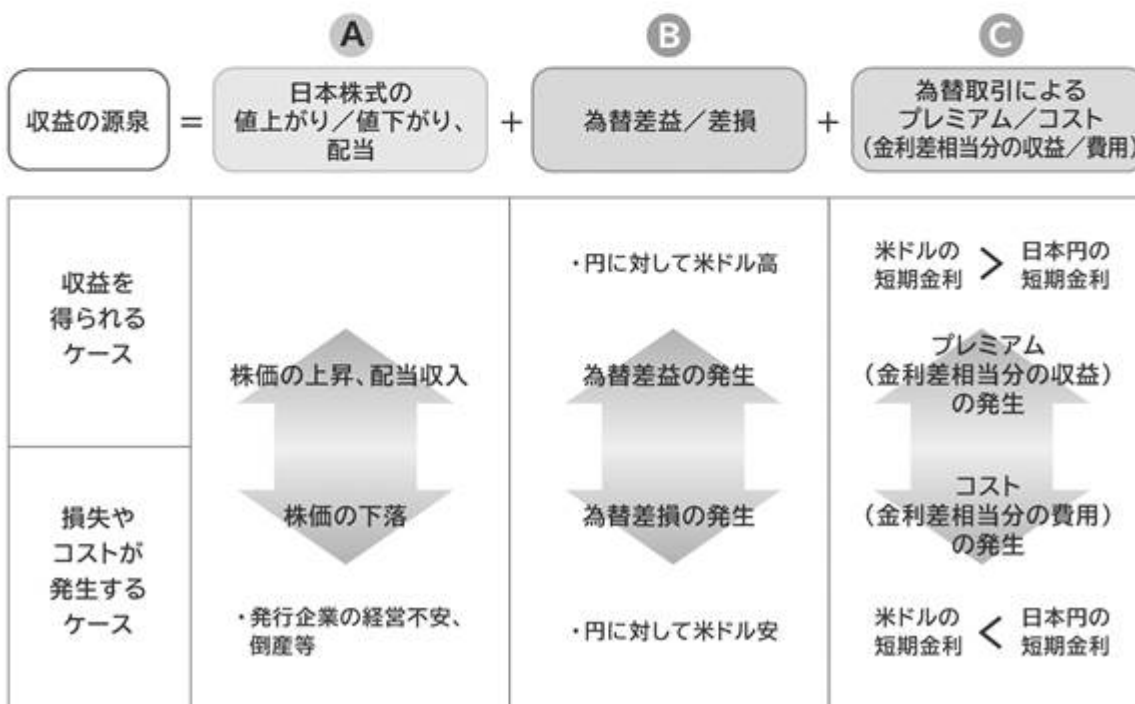 A
B
C
収益の源泉
=
日本株式の
値上がり／値下がり、
配当
+
為替差益／差損
+
為替取引による
プレミアム／コスト
(金利差相当分の収益／費用)
収益を
得られる
ケース
株価の上昇、配当収入
・円に対して米ドル高
為替差益の発生
米ドルの
短期金利
>
日本円の
短期金利
プレミアム
(金利差相当分の収益)
の発生
損失や
コストが
発生する
ケース
株価の下落
・発行企業の経営不安、
倒産等
為替差損の発生
・円に対して米ドル安
コスト
(金利差相当分の費用)
の発生
米ドルの
短期金利
<
日本円の
短期金利